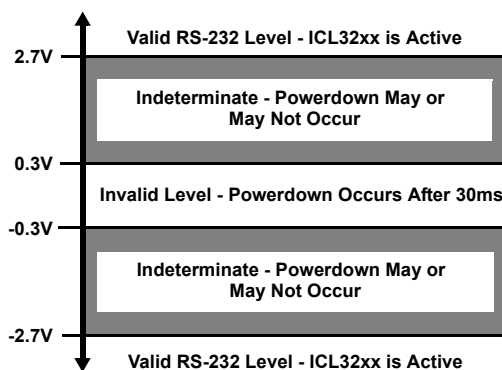 Valid RS-232 Level - ICL32xx is Active
2.7V
Indeterminate - Powerdown May or
May Not Occur
0.3V
Invalid Level - Powerdown Occurs After 30ms
-0.3V
Indeterminate - Powerdown May or
May Not Occur
-2.7V
Valid RS-232 Level - ICL32xx is Active